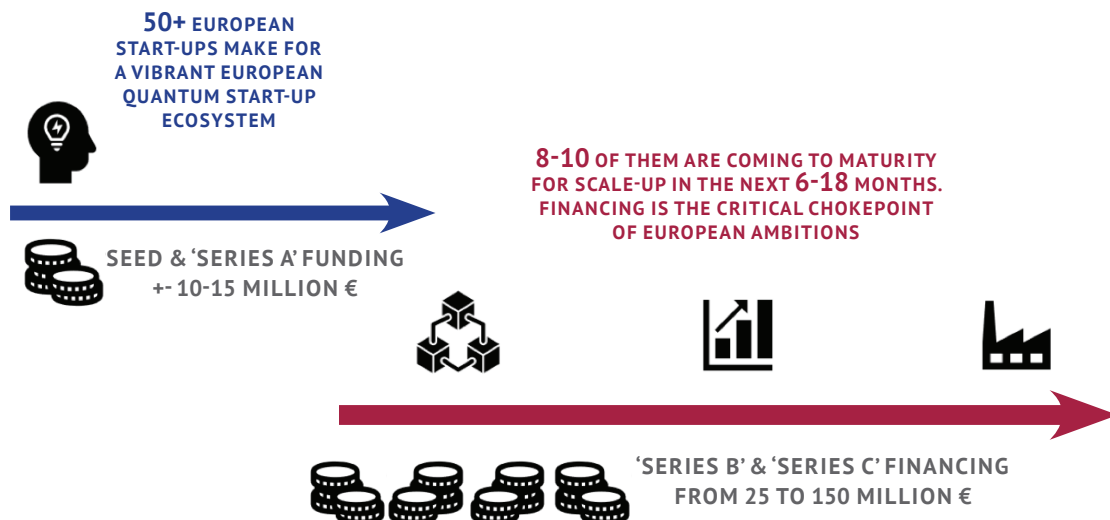 50+ EUROPEAN
START-UPS MAKE FOR
A VIBRANT EUROPEAN
QUANTUM START-UP
ECOSYSTEM
SEED & ‘SERIES A’ FUNDING
+- 10-15 MILLION €
8-10 OF THEM ARE COMING TO MATURITY
FOR SCALE-UP IN THE NEXT 6-18 MONTHS.
FINANCING IS THE CRITICAL CHOKEPOINT
OF EUROPEAN AMBITIONS
‘SERIES B’ & ‘SERIES C’ FINANCING
FROM 25 TO 150 MILLION €